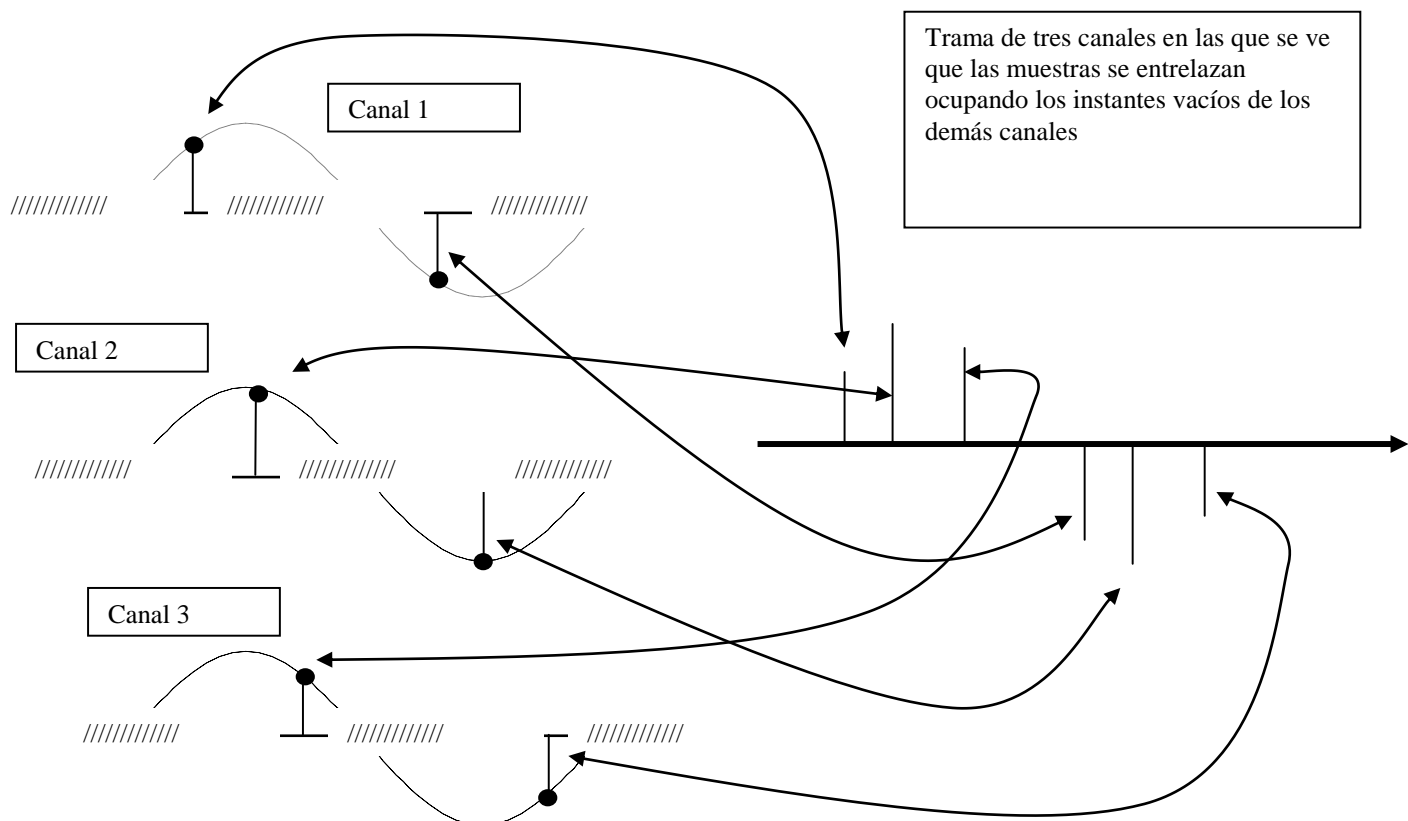 Trama de tres canales en las que se ve
que las muestras se entrelazan
ocupando los instantes vacíos de los
demás canales
Canal 1
Canal 2
Canal 3